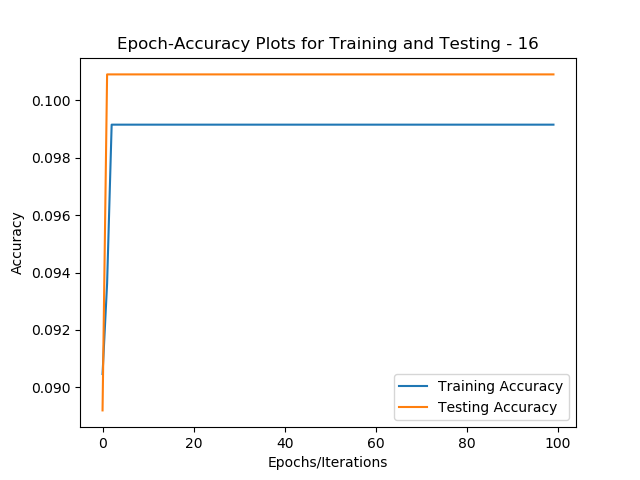 Epoch-Accuracy Plots for Training and Testing - 16
Accuracy
0.100
0.098
0.096
0.094
0.092
0.090
Training Accuracy
Testing Accuracy
0 20 40 60 80 100
Epochs/Iterations